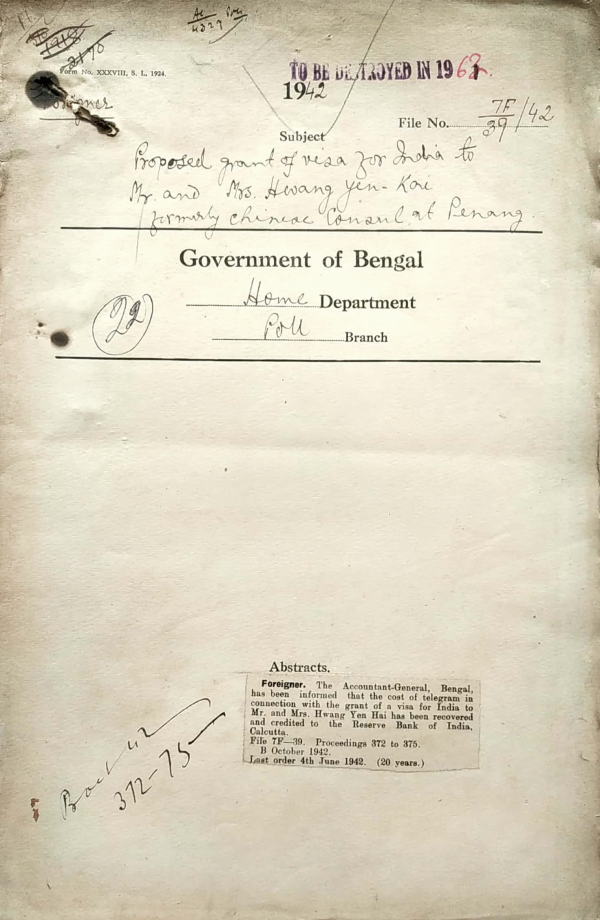 3170
Form No. XXXVIII, S. L., 1924.
TO BE DESTROYED IN 1962.
1942
Foreigner
File No. 7F/39/42
Subject
Proposed grant of visa for India to
Mr. and Mrs. Hwang Yen-Kai
formerly Chinese Consul at Penang.
Government of Bengal
Home Department
22
Poll Branch
Abstracts.
Foreigner. The Accountant-General, Bengal,
has been informed that the cost of telegram in
connection with the grant of a visa for India to
Mr. and Mrs. Hwang Yen Hai has been recovered
and credited to the Reserve Bank of India,
Calcutta.
File 7F—39. Proceedings 372 to 375.
B October 1942.
Last order 4th June 1942. (20 years.)
B Oct 42
372-75